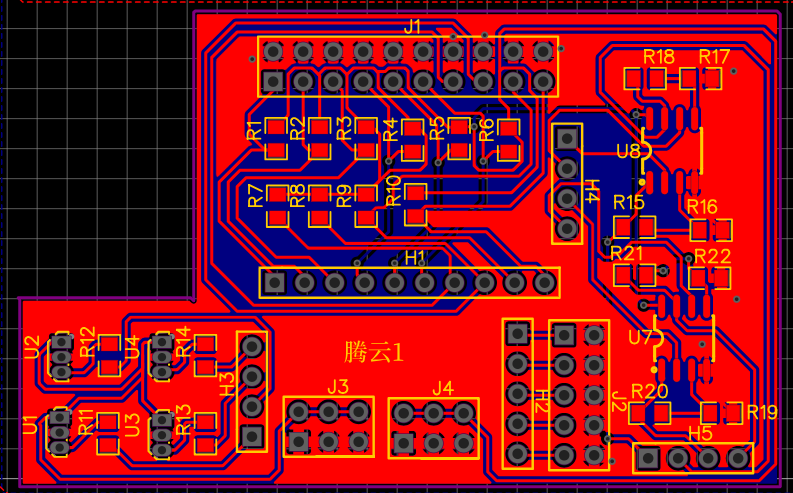 J1
R18 R17
R1 R2 R3 R4 R5 R6
U8
R7 R8 R9 R10 H4
R15 R16
H1 R21 R22
U7
U2 R12 U4 R14 腾云1
H3 J3 J4 H2 J2
U1 R11 U3 R13 R20 R19
H5